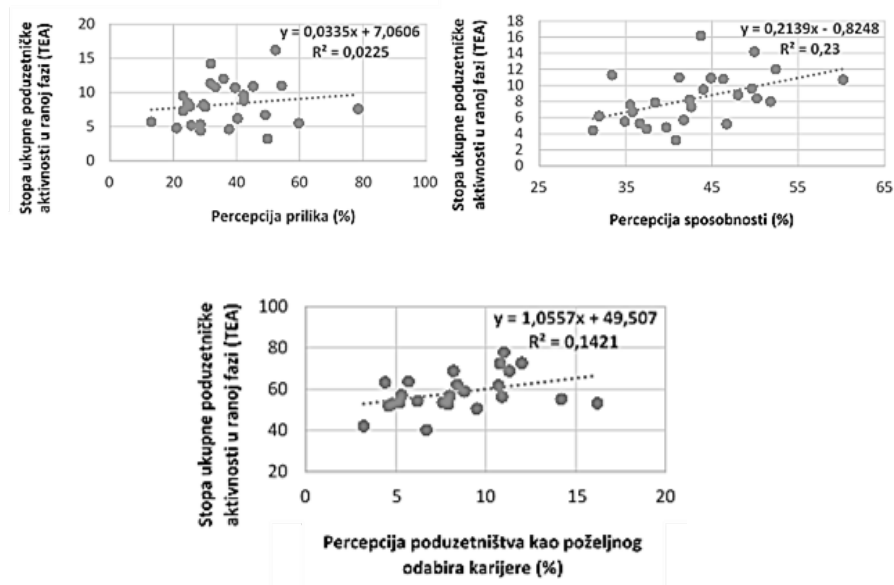 Stopa ukupne poduzetničke
aktivnosti u ranoj fazi (TEA)
20
15
10
5
0
y = 0,0335x + 7,0606
R² = 0,0225
0 20 40 60 80 100
Percepcija prilika (%)
Stopa ukupne poduzetničke
aktivnosti u ranoj fazi (TEA)
18
16
14
12
10
8
6
4
2
0
y = 0,2139x - 0,8248
R² = 0,23
25 35 45 55 65
Percepcija sposobnosti (%)
Stopa ukupne poduzetničke
aktivnosti u ranoj fazi (TEA)
100
80
60
40
20
y = 1,0557x + 49,507
R² = 0,1421
0 5 10 15 20
Percepcija poduzetništva kao poželjnog
odabira karijere (%)